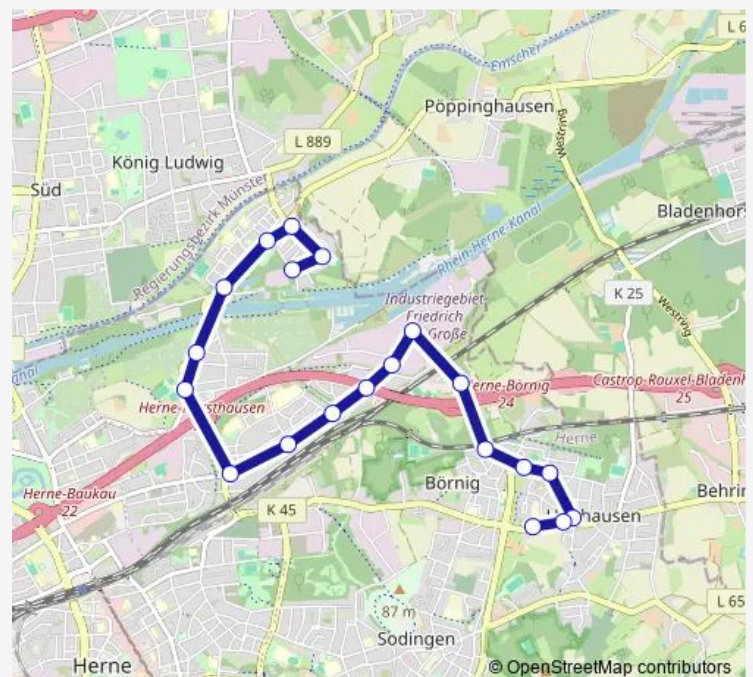 L 6
Emscher
Pöppinghausen
L 889
Westring
König Ludwig
Süd
Regierungsbezirk Münster
Bladenhors
Rhein-Herne-Kanal
K 25
Industriegebiet
Friedrich
Große
anal
Westring
Herne-Börnig
24
Castrop-Rauxel-Bladenh
25
Herne
Börnig
Herne-Baukau
22
K 45
hausen
Behrin
L 65
87 m
Sodingen
Herne
© OpenStreetMap contributors